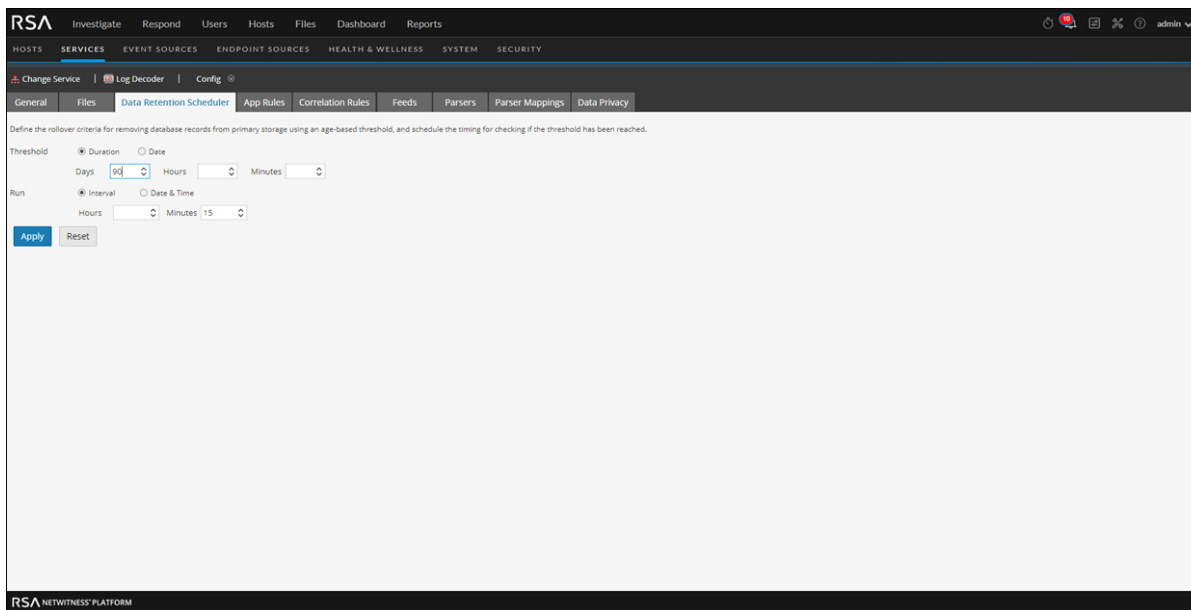 RSA Investigate Respond Users Hosts Files Dashboard Reports 10 admin
HOSTS SERVICES EVENT SOURCES ENDPOINT SOURCES HEALTH & WELLNESS SYSTEM SECURITY
Change Service | Log Decoder | Config
General Files Data Retention Scheduler App Rules Correlation Rules Feeds Parsers Parser Mappings Data Privacy
Define the rollover criteria for removing database records from primary storage using an age-based threshold, and schedule the timing for checking if the threshold has been reached.
Threshold Duration Date
Days 90 Hours Minutes
Run Interval Date & Time
Hours Minutes 15
Apply Reset
RSA NETWITNESS® PLATFORM